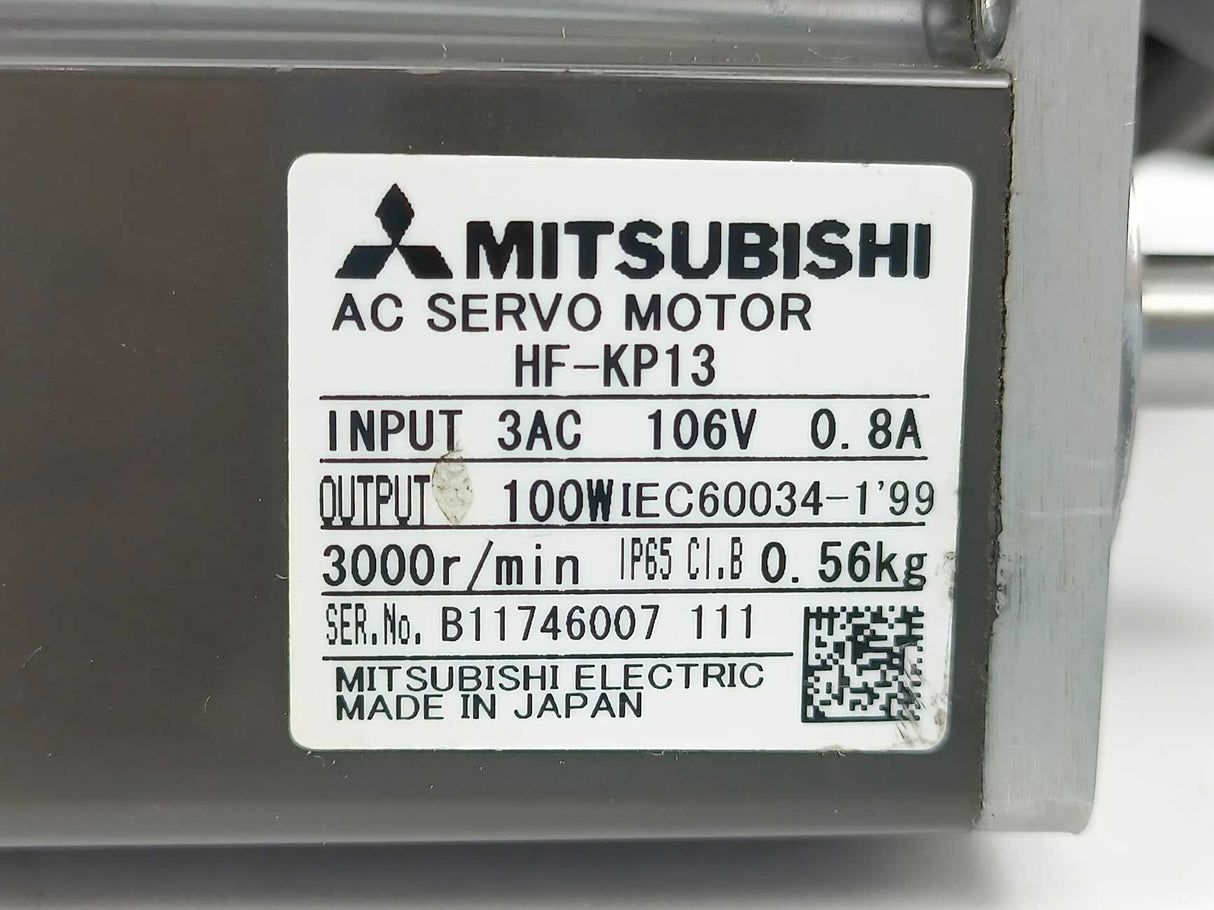 MITSUBISHI
AC SERVO MOTOR
HF-KP13
INPUT 3AC 106V 0.8A
OUTPUT 100W IEC60034-1'99
3000r/min IP65 Cl.B 0.56kg
SER.No. B11746007 111
MITSUBISHI ELECTRIC
MADE IN JAPAN